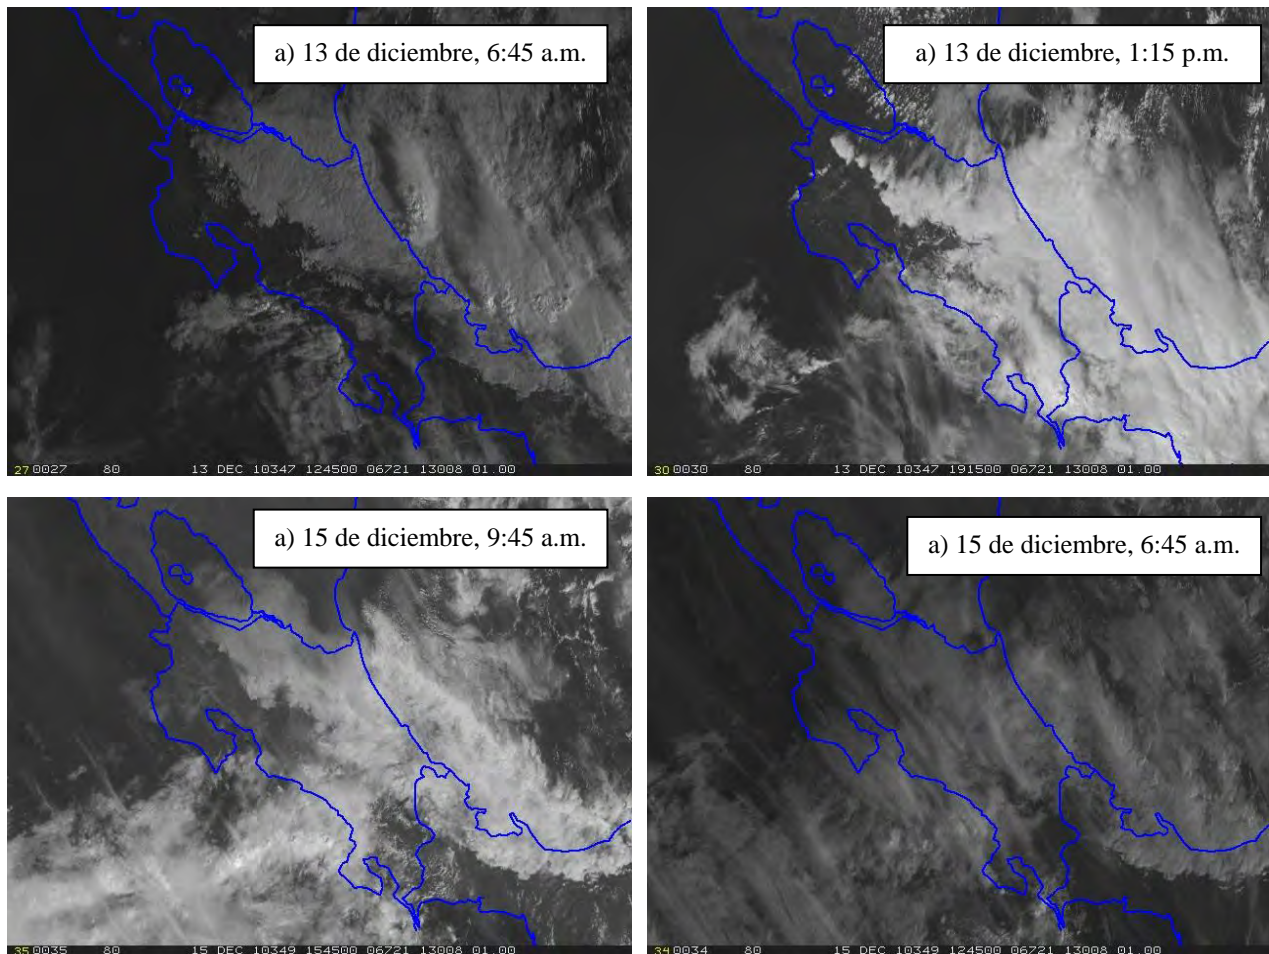 a) 13 de diciembre, 6:45 a.m.
27 0027 80 13 DEC 10347 124500 06721 13008 01.00
a) 13 de diciembre, 1:15 p.m.
30 0030 80 13 DEC 10347 191500 06721 13008 01.00
a) 15 de diciembre, 9:45 a.m.
35 0035 80 15 DEC 10349 154500 06721 13008 01.00
a) 15 de diciembre, 6:45 a.m.
34 0034 80 15 DEC 10349 124500 06721 13008 01.00